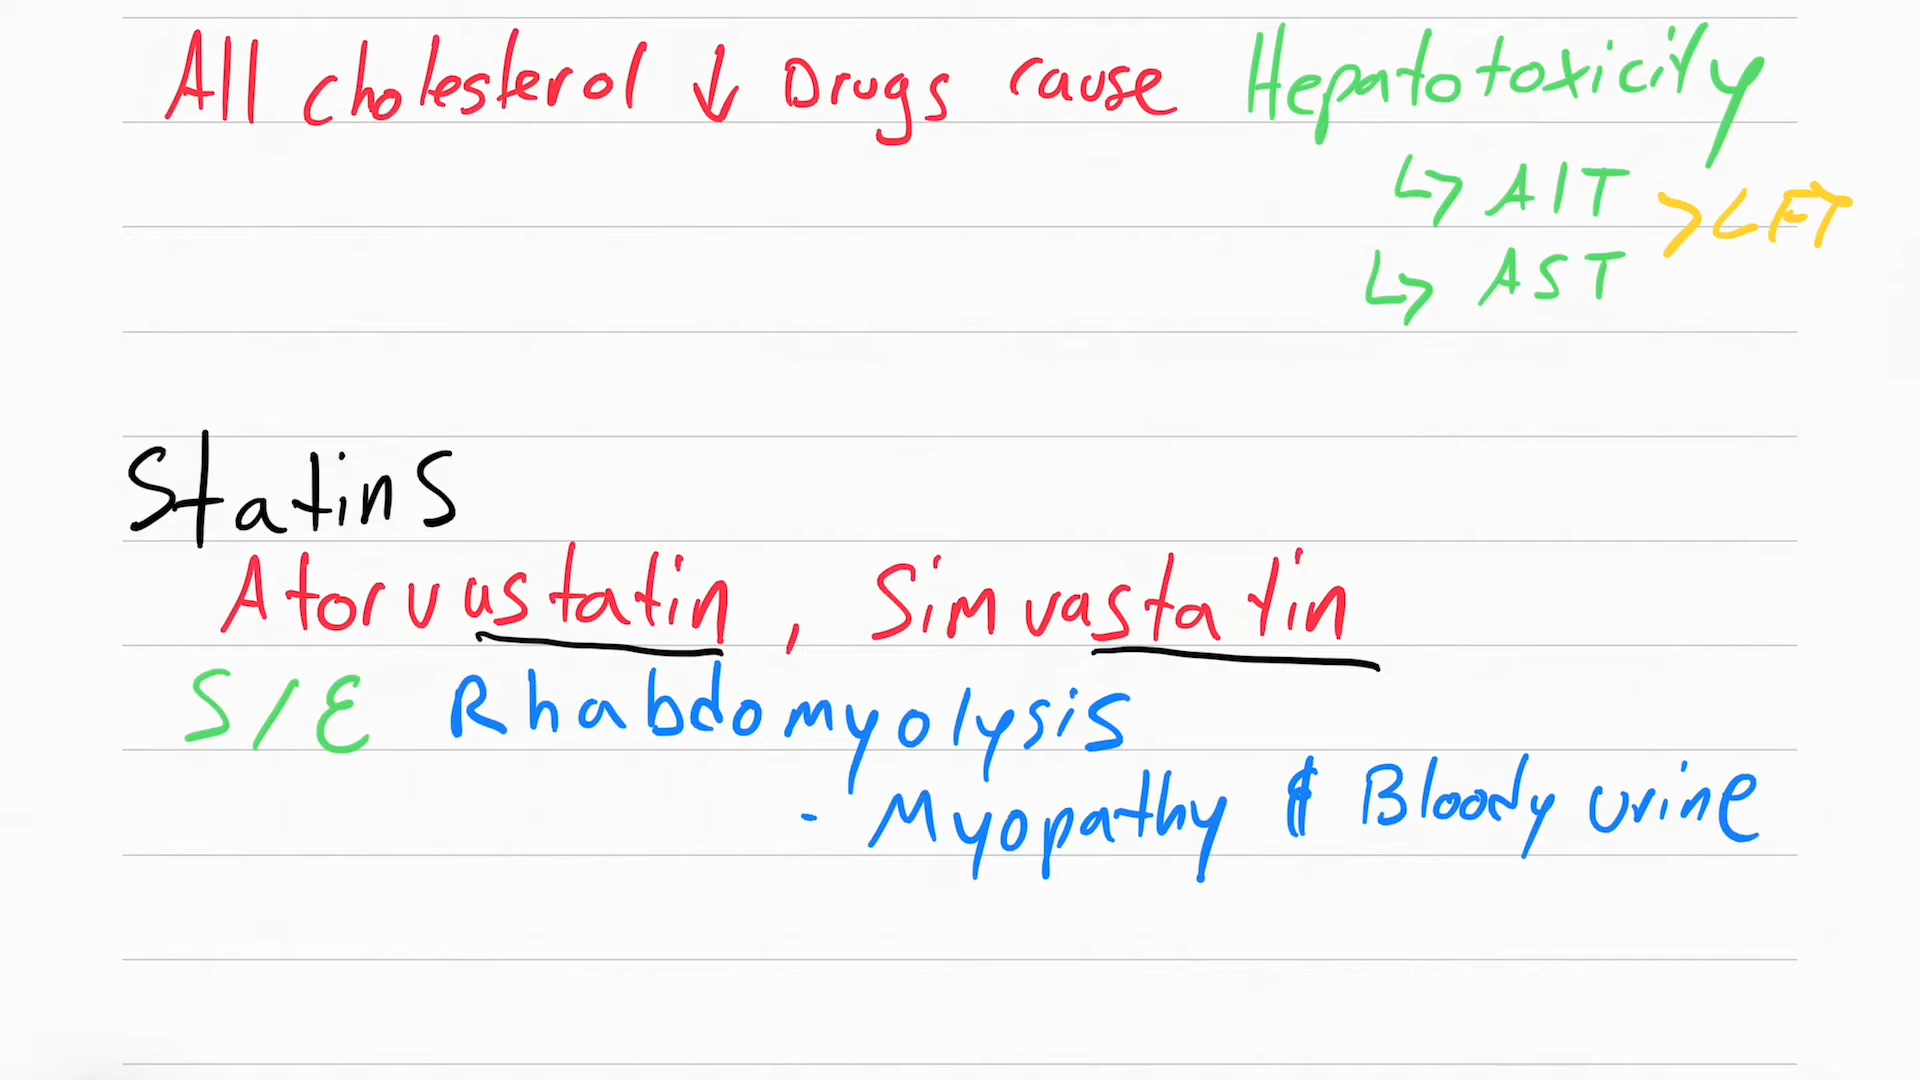 All cholesterol ↓ Drugs cause Hepatotoxicity
↳ AlT > LFT
↳ AST
Statins
Atorvastatin, Simvastatin
S/E Rhabdomyolysis
- Myopathy & Bloody urine